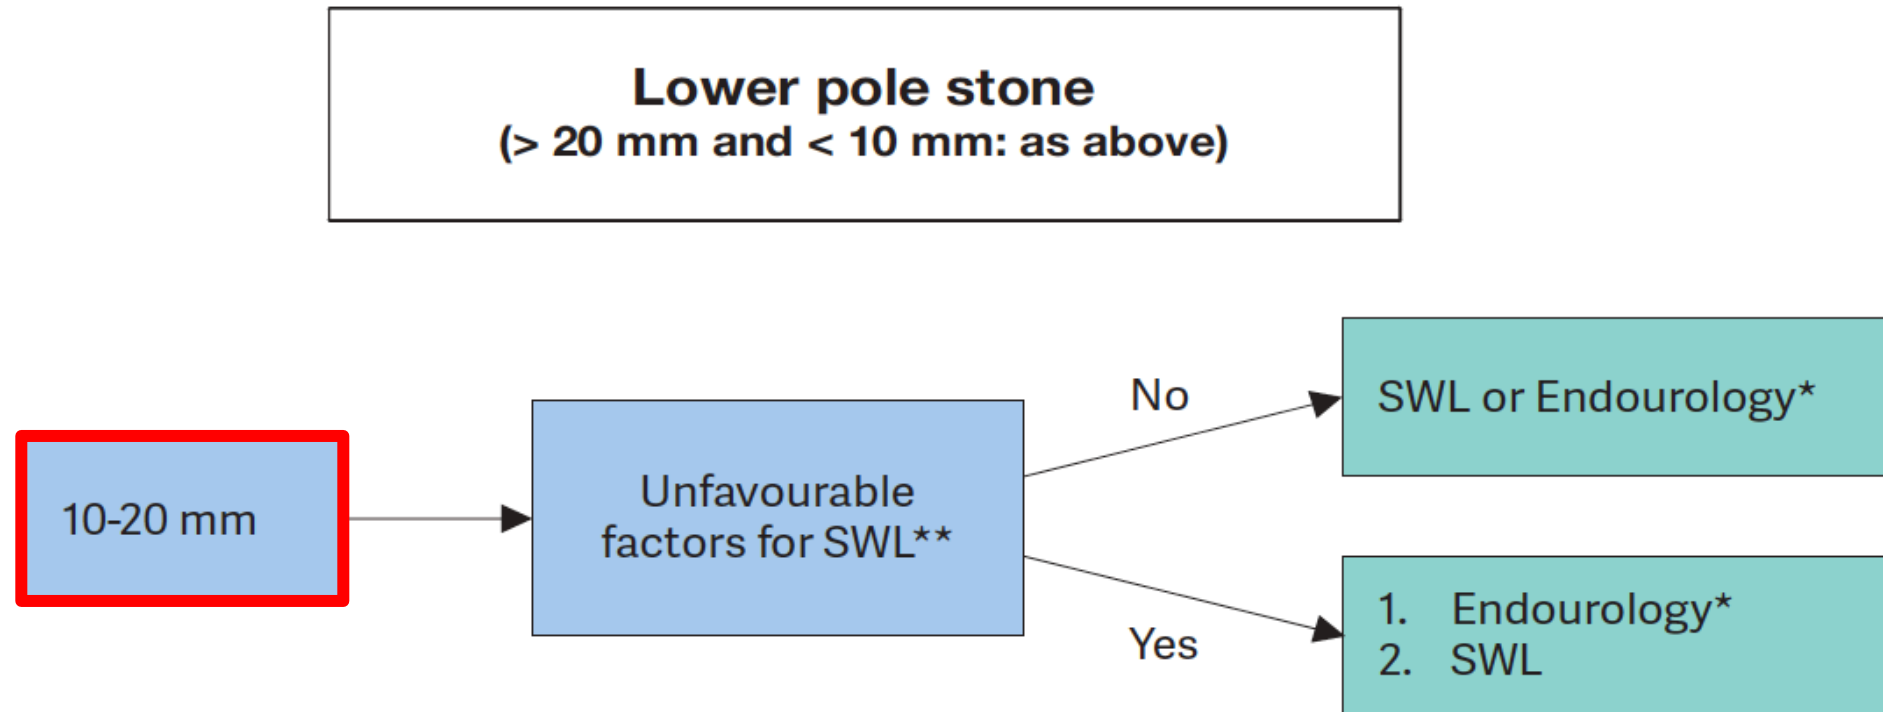 Lower pole stone
(> 20 mm and < 10 mm: as above)
10-20 mm
Unfavourable
factors for SWL**
No
SWL or Endourology*
Yes
1. Endourology*
2. SWL